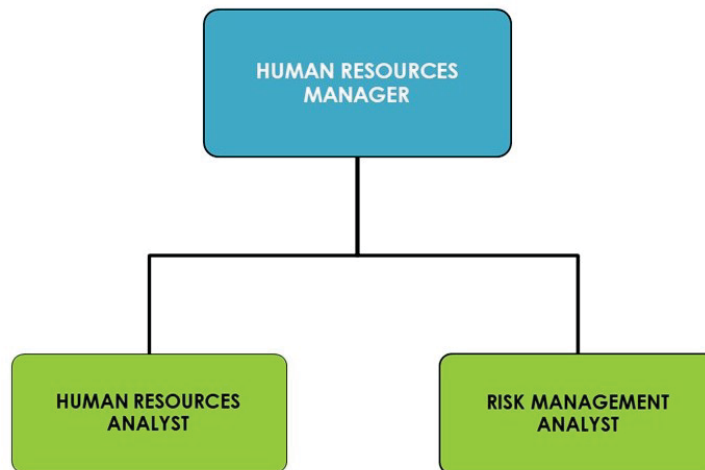 HUMAN RESOURCES
MANAGER
HUMAN RESOURCES
ANALYST
RISK MANAGEMENT
ANALYST